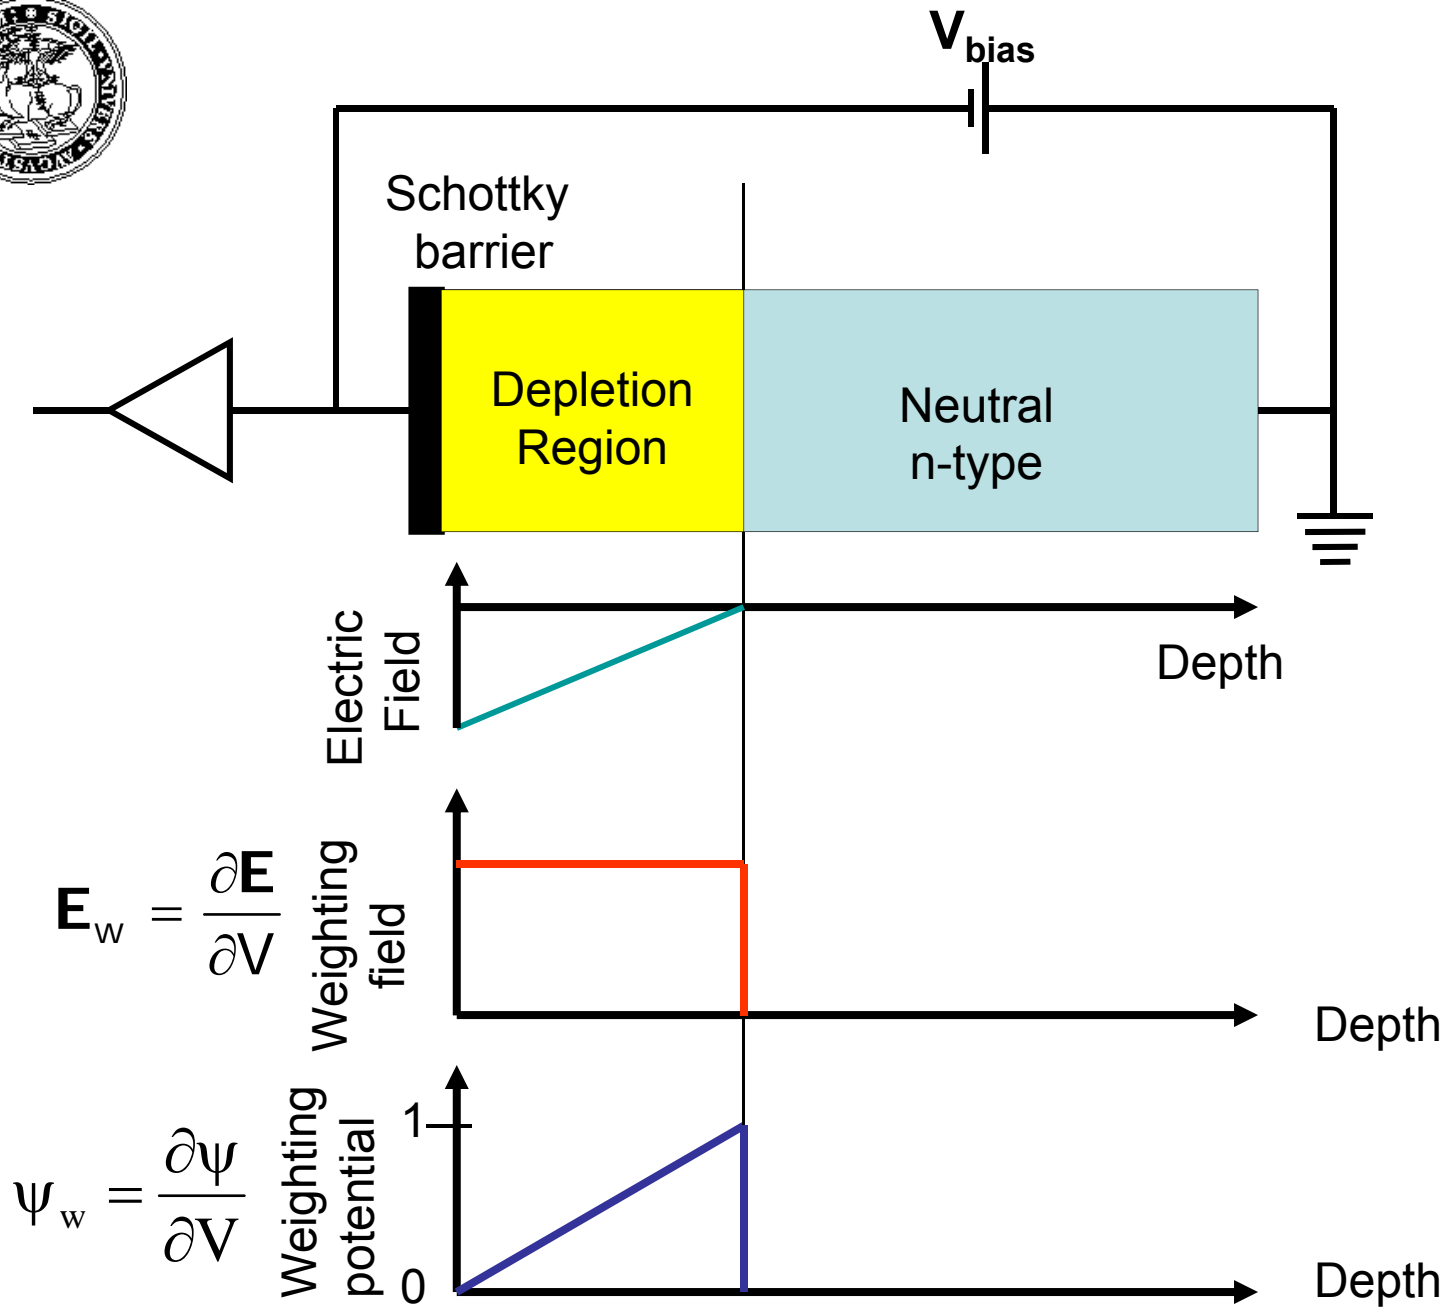 V_bias
Schottky
barrier
Depletion
Region
Neutral
n-type
Electric
Field
Depth
E_w = ∂E/∂V
Weighting
field
Depth
ψ_w = ∂ψ/∂V
Weighting
potential
1
0
Depth